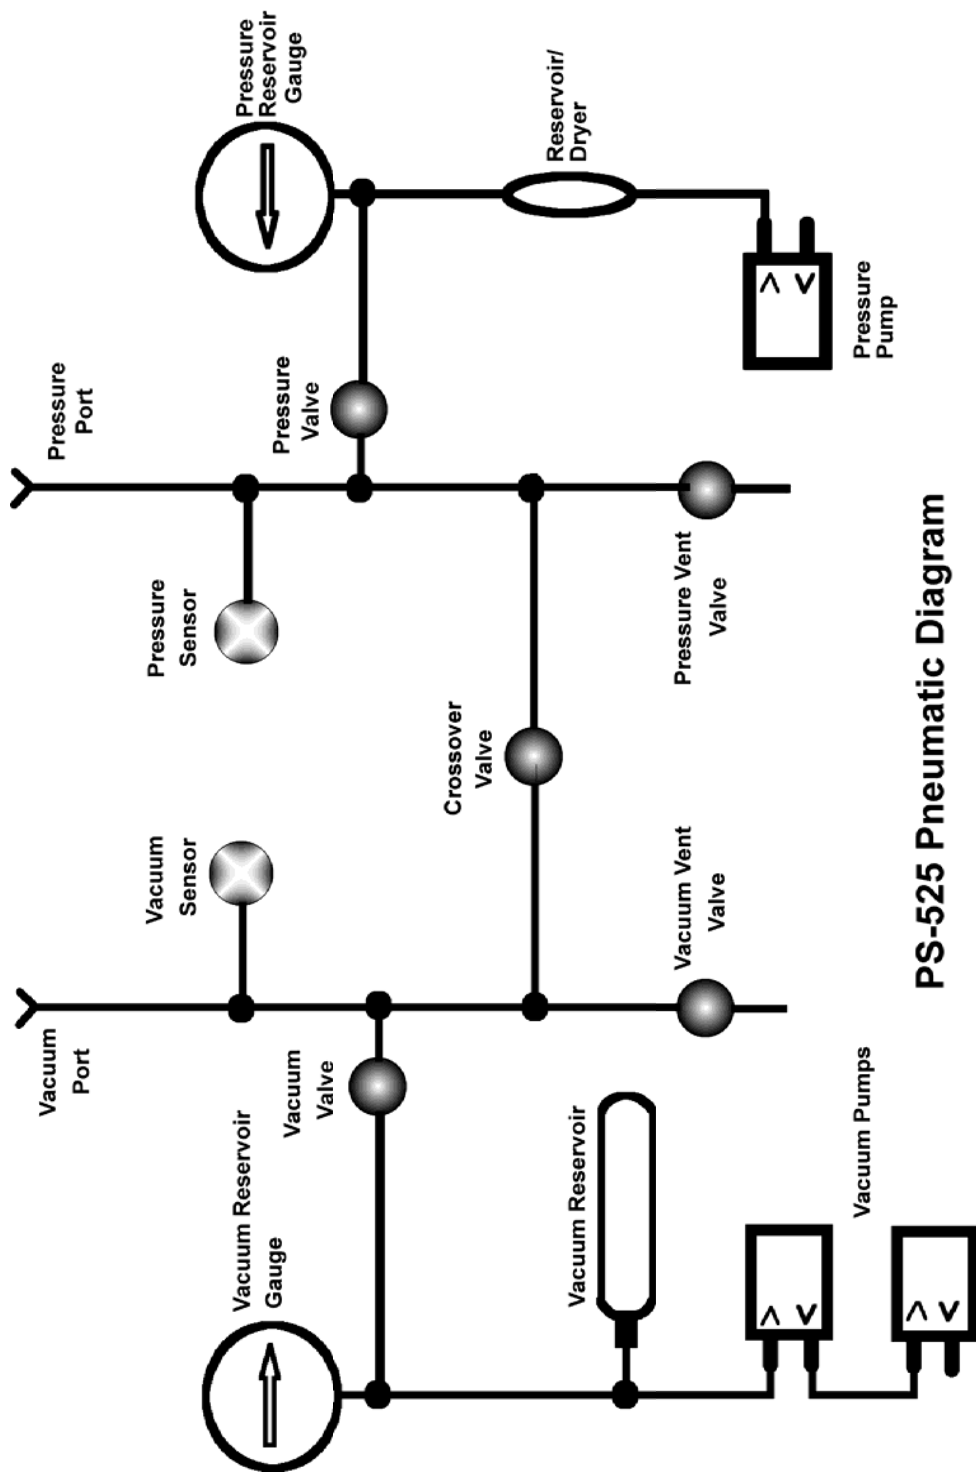 Vacuum
Port
Pressure
Port
Vacuum
Sensor
Pressure
Sensor
Vacuum Reservoir
Gauge
Vacuum
Valve
Pressure
Valve
Pressure
Reservoir
Gauge
Crossover
Valve
Vacuum Reservoir
Reservoir/
Dryer
Vacuum Vent
Valve
Pressure Vent
Valve
Vacuum Pumps
Pressure
Pump
PS-525 Pneumatic Diagram